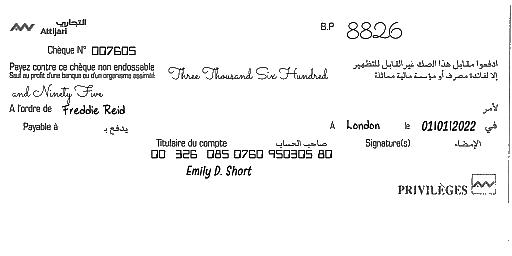 التجاري
Attijari
B.P 8826
Chèque N° 007605
Payez contre ce chèque non endossable
Sauf au profit d'une banque ou d'un organisme assimilé
Three Thousand Six Hundred
ادفعوا مقابل هذا الصك غير القابل للتظهير
إلا لفائدة مصرف أو مؤسسة مالية مماثلة
and Ninety Five
A l'ordre de Freddie Reid
لأمر
Payable à
يدفع بـ
A London le 01/01/2022 في
Titulaire du compte صاحب الحساب
Signature(s) الإمضاء
00 326 085 0760 950305 80
Emily D. Short
PRIVILÈGES